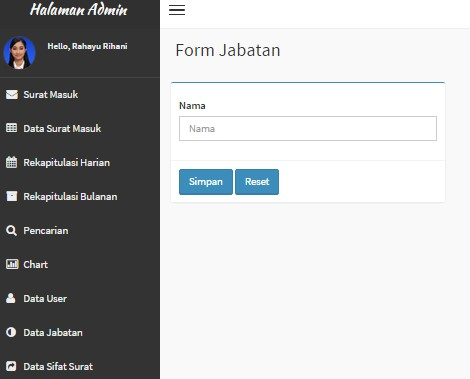 Halaman Admin
Hello, Rahayu Rihani
Surat Masuk
Data Surat Masuk
Rekapitulasi Harian
Rekapitulasi Bulanan
Pencarian
Chart
Data User
Data Jabatan
Data Sifat Surat
Form Jabatan
Nama
Nama
Simpan
Reset